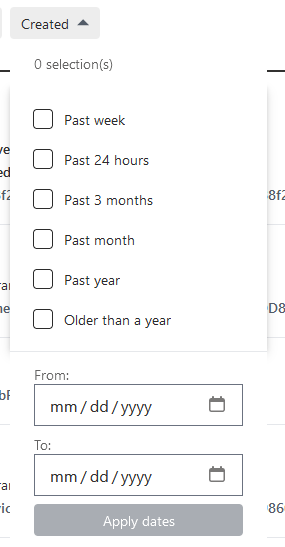 Created
0 selection(s)
Past week
Past 24 hours
Past 3 months
Past month
Past year
Older than a year
From:
mm/dd/yyyy
To:
mm/dd/yyyy
Apply dates